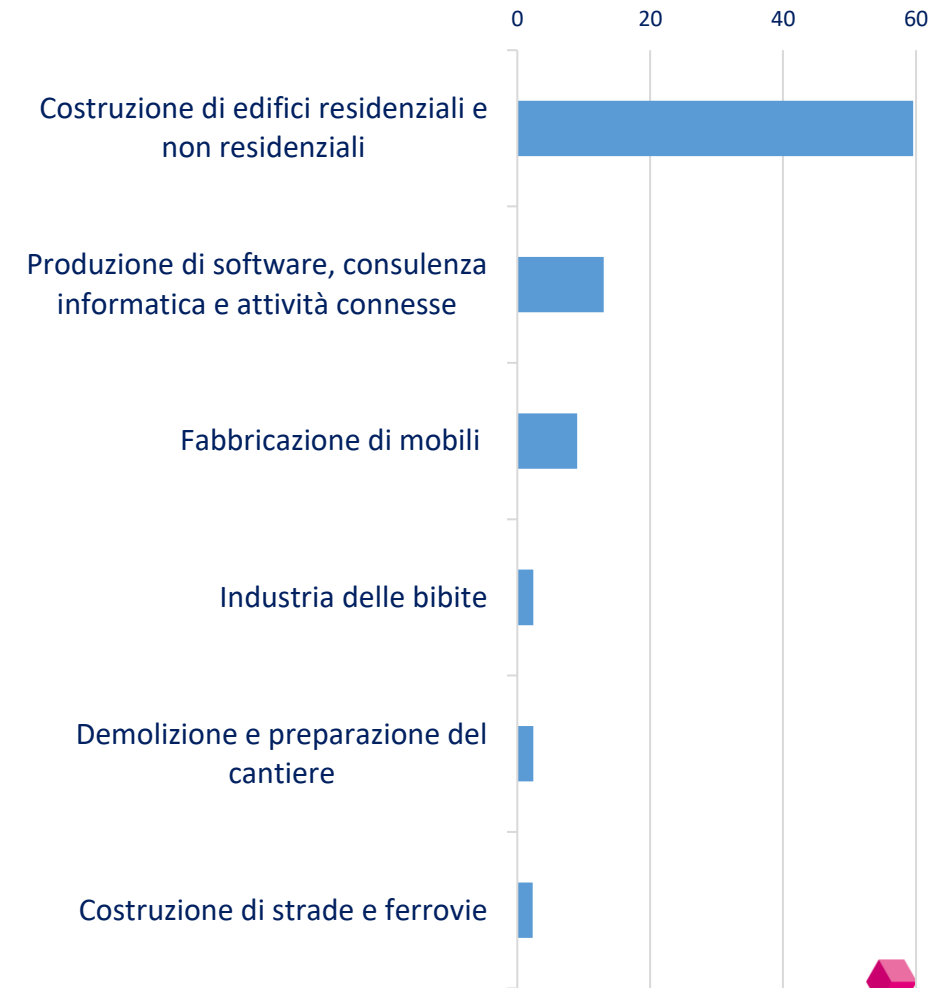 0 20 40 60
Costruzione di edifici residenziali e
non residenziali
Produzione di software, consulenza
informatica e attività connesse
Fabbricazione di mobili
Industria delle bibite
Demolizione e preparazione del
cantiere
Costruzione di strade e ferrovie